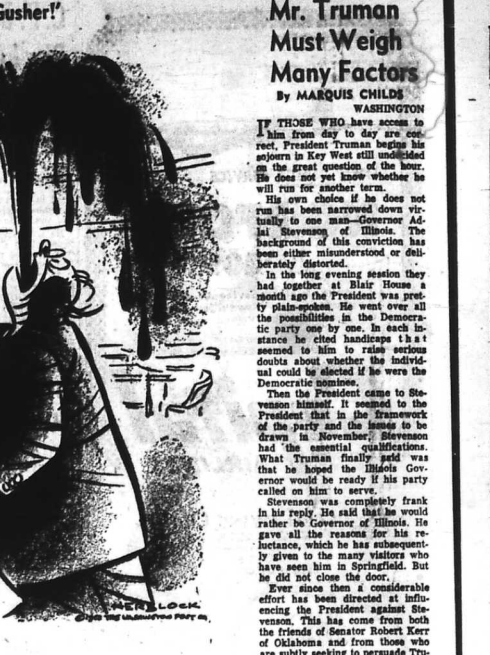 Gusher!'
HERBLOCK
© THE WASHINGTON POST CO.
Mr. Truman
Must Weigh
Many Factors
By MARQUIS CHILDS
WASHINGTON
IF THOSE WHO have access to
him from day to day are cor-
rect, President Truman begins his
sojourn in Key West still undecided
on the great question of the hour.
He does not yet know whether he
will run for another term.
His own choice if he does not
run has been narrowed down vir-
tually to one man—Governor Ad-
lai Stevenson of Illinois. The
background of this conviction has
been either misunderstood or deli-
berately distorted.
In the long evening session they
had together at Blair House a
month ago the President was pret-
ty plain-spoken. He went over all
the possibilities in the Democra-
tic party one by one. In each in-
stance he cited handicaps that
seemed to him to raise serious
doubts about whether the individ-
ual could be elected if he were the
Democratic nominee.
Then the President came to Ste-
venson himself. It seemed to the
President that in the framework
of the party and the issues to be
drawn in November, Stevenson
had the essential qualifications.
What Truman finally said was
that he hoped the Illinois Gov-
ernor would be ready if his party
called on him to serve.
Stevenson was completely frank
in his reply. He said that he would
rather be Governor of Illinois. He
gave all the reasons for his re-
luctance, which he has subsequent-
ly given to the many visitors who
have seen him in Springfield. But
he did not close the door.
Ever since then a considerable
effort has been directed at influ-
encing the President against Ste-
venson. This has come from both
the friends of Senator Robert Kerr
of Oklahoma and from those who
are subtly seeking to persuade Tru-